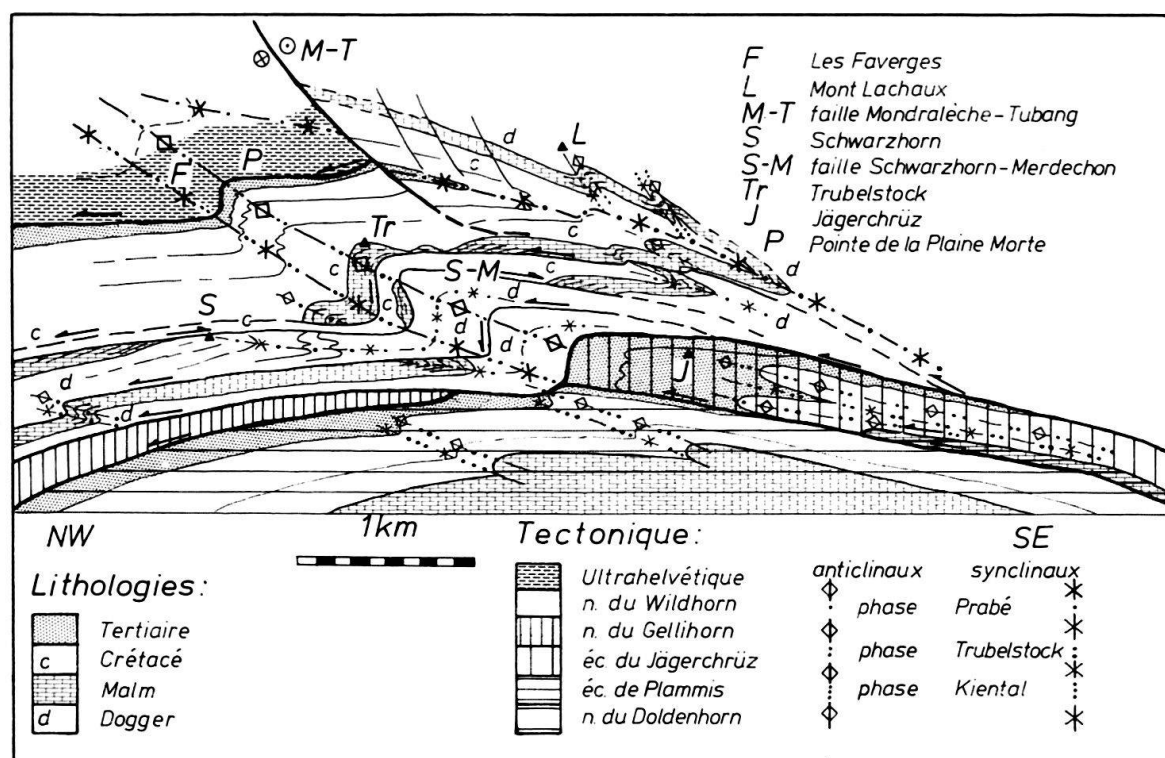 M-T
F Les Faverges
L Mont Lachaux
M-T faille Mondralèche-Tubang
S Schwarzhorn
S-M faille Schwarzhorn-Merdechon
Tr Trubelstock
J Jägerchrüz
P Pointe de la Plaine Morte
d
L
P
F
c
c
Tr
d
S-M
c
c
d
c
S
c
c
d
d
d
J
c
d
d
NW
1km
SE
Lithologies:
Tertiaire
c Crétacé
Malm
d Dogger
Tectonique:
Ultrahelvétique
n. du Wildhorn
n. du Gellihorn
éc. du Jägerchrüz
éc. de Plammis
n. du Doldenhorn
anticlinaux synclinaux
phase Prabé
phase Trubelstock
phase Kiental